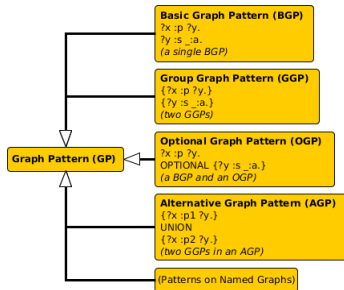 Basic Graph Pattern (BGP)
?x :p ?y.
?y :s _:a.
(a single BGP)
Group Graph Pattern (GGP)
{?x :p ?y.}
{?y :s _:a.}
(two GGPs)
Graph Pattern (GP)
Optional Graph Pattern (OGP)
?x :p ?y.
OPTIONAL {?y :s _:a.}
(a BGP and an OGP)
Alternative Graph Pattern (AGP)
{?x :p1 ?y.}
UNION
{?x :p2 ?y.}
(two GGPs in an AGP)
(Patterns on Named Graphs)